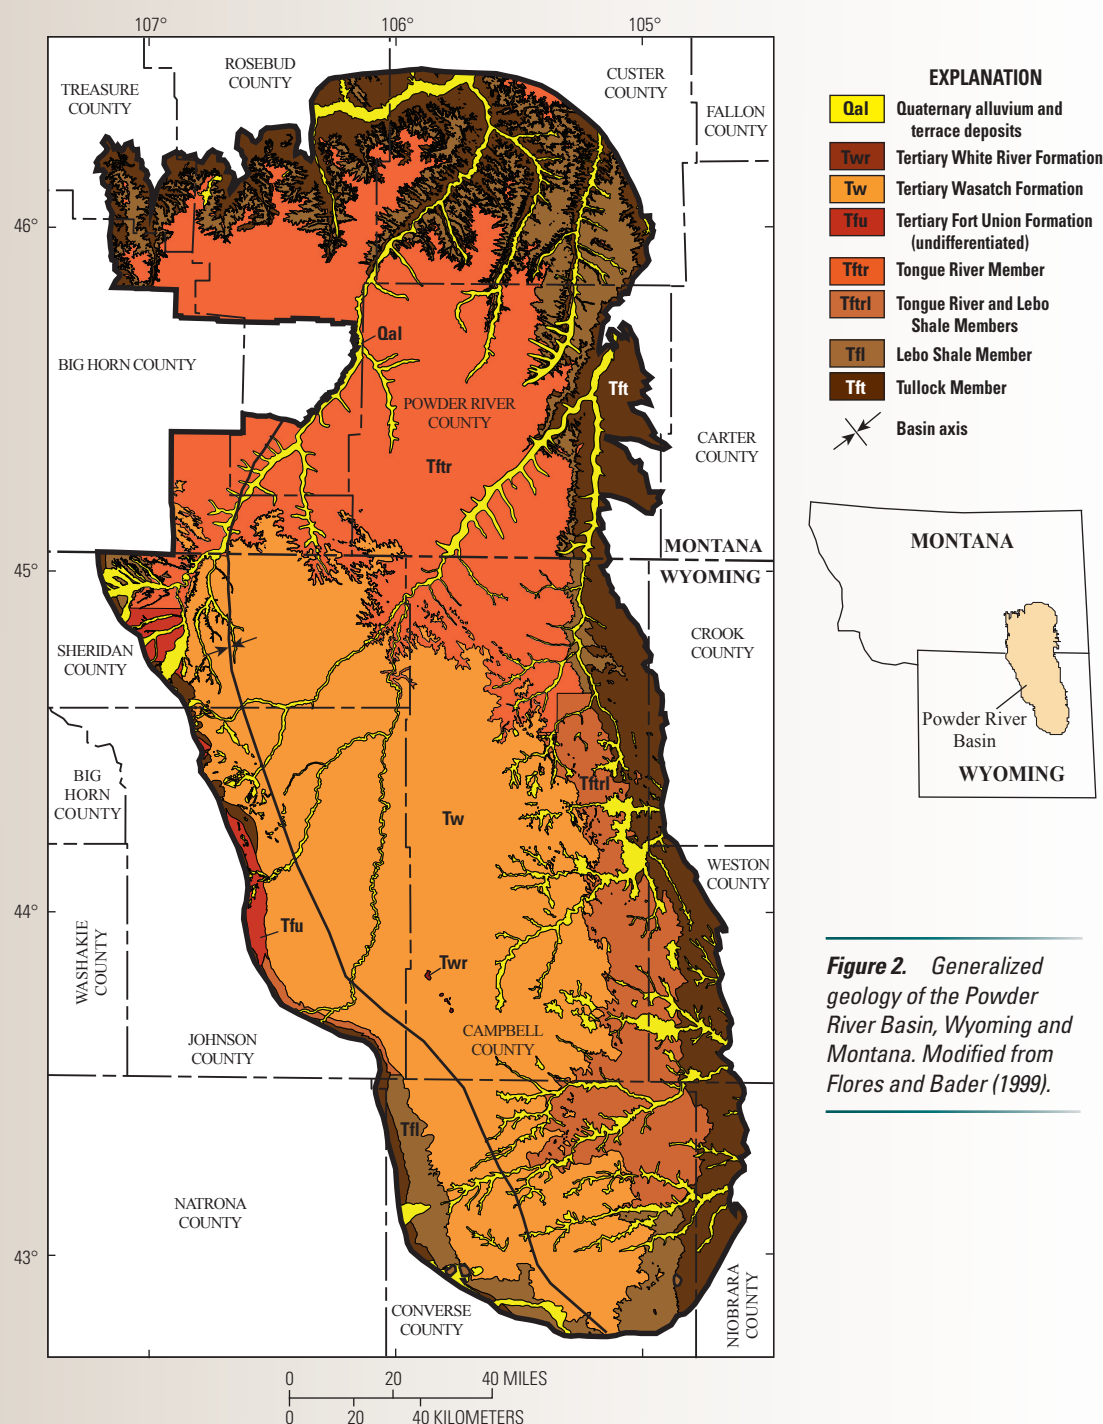 107°
106°
105°
ROSEBUD
COUNTY
TREASURE
COUNTY
CUSTER
COUNTY
FALLON
COUNTY
46°
BIG HORN COUNTY
Qal
POWDER RIVER
COUNTY
Tft
CARTER
COUNTY
Tftr
MONTANA
WYOMING
45°
SHERIDAN
COUNTY
CROOK
COUNTY
BIG
HORN
COUNTY
Tftrl
Tw
WESTON
COUNTY
44°
WASHAKIE
COUNTY
Tfu
Twr
JOHNSON
COUNTY
CAMPBELL
COUNTY
Tfl
NATRONA
COUNTY
43°
CONVERSE
COUNTY
NIOBRARA
COUNTY
0 20 40 MILES
0 20 40 KILOMETERS
EXPLANATION
Qal Quaternary alluvium and
terrace deposits
Twr Tertiary White River Formation
Tw Tertiary Wasatch Formation
Tfu Tertiary Fort Union Formation
(undifferentiated)
Tftr Tongue River Member
Tftrl Tongue River and Lebo
Shale Members
Tfl Lebo Shale Member
Tft Tullock Member
Basin axis
MONTANA
Powder River
Basin
WYOMING
Figure 2. Generalized
geology of the Powder
River Basin, Wyoming and
Montana. Modified from
Flores and Bader (1999).